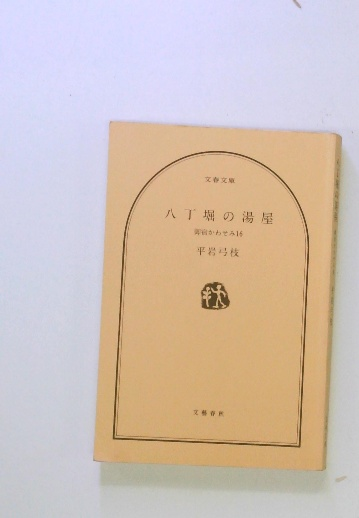 文春文庫
八丁堀の湯屋
御宿かわせみ16
平岩弓枝
文藝春秋